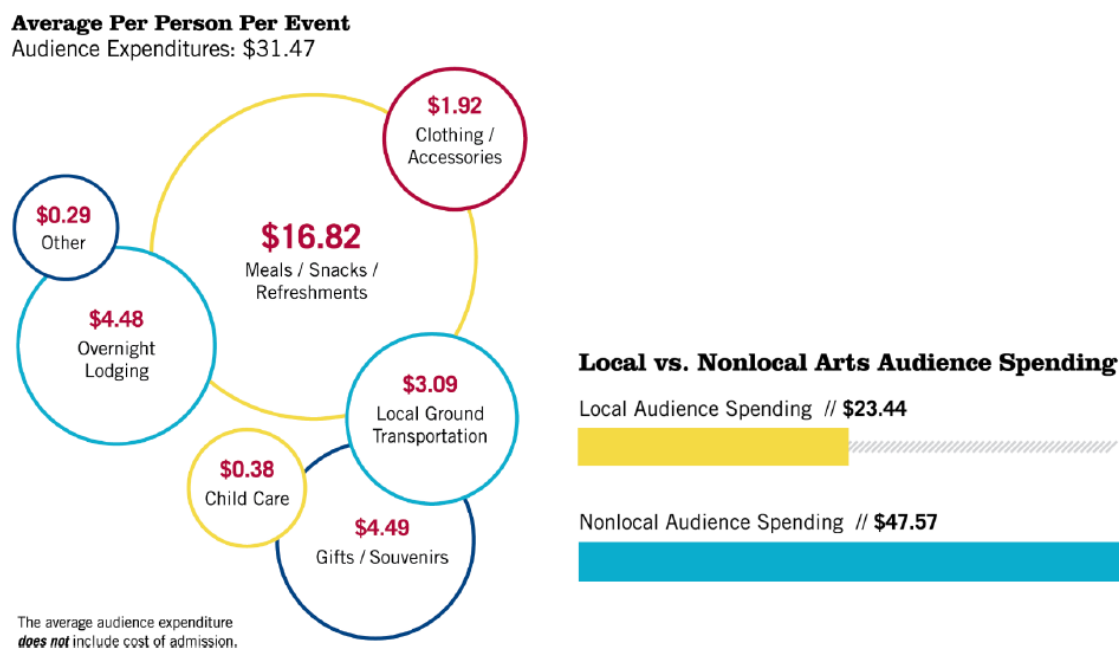 Average Per Person Per Event
Audience Expenditures: $31.47
$1.92
Clothing /
Accessories
$0.29
Other
$16.82
Meals / Snacks /
Refreshments
$4.48
Overnight
Lodging
$3.09
Local Ground
Transportation
$0.38
Child Care
$4.49
Gifts / Souvenirs
The average audience expenditure
does not include cost of admission.
Local vs. Nonlocal Arts Audience Spending
Local Audience Spending // $23.44
Nonlocal Audience Spending // $47.57